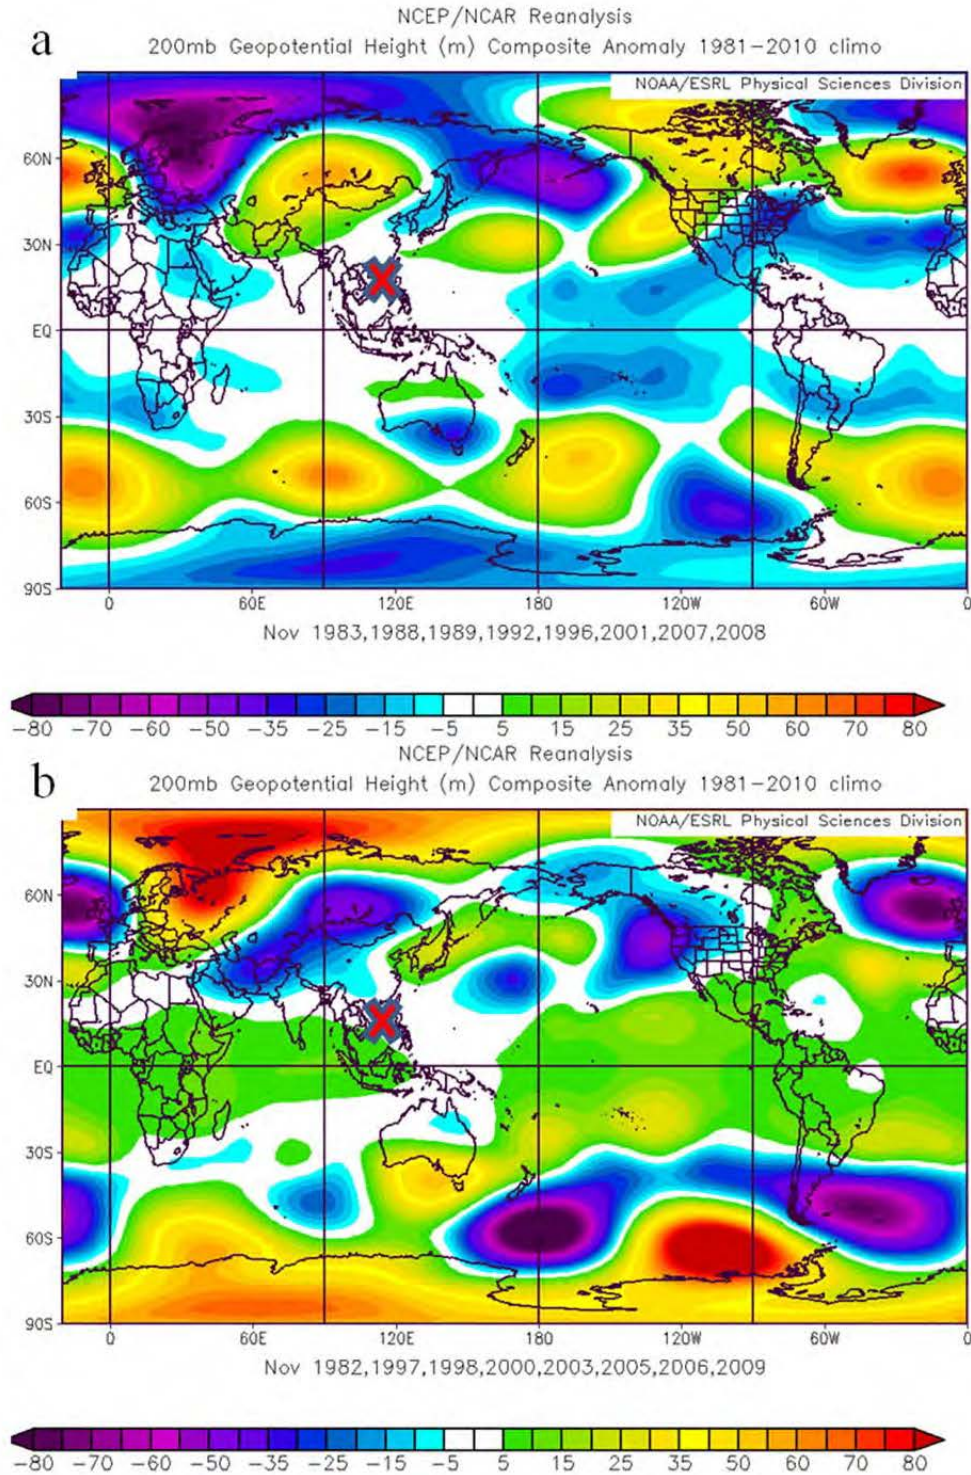 NCEP/NCAR Reanalysis
a
200mb Geopotential Height (m) Composite Anomaly 1981-2010 climo
NOAA/ESRL Physical Sciences Division
60N
30N
EQ
30S
60S
90S
0 60E 120E 180 120W 60W 0
Nov 1983,1988,1989,1992,1996,2001,2007,2008
-80 -70 -60 -50 -35 -25 -15 -5 5 15 25 35 50 60 70 80
NCEP/NCAR Reanalysis
b
200mb Geopotential Height (m) Composite Anomaly 1981-2010 climo
NOAA/ESRL Physical Sciences Division
60N
30N
EQ
30S
60S
90S
0 60E 120E 180 120W 60W 0
Nov 1982,1997,1998,2000,2003,2005,2006,2009
-80 -70 -60 -50 -35 -25 -15 -5 5 15 25 35 50 60 70 80